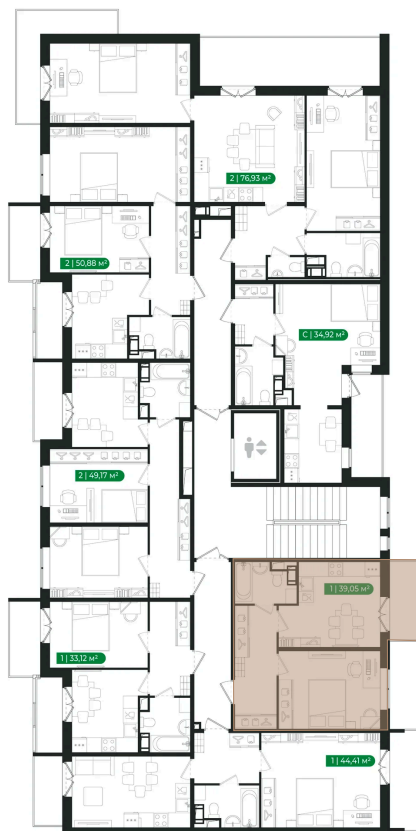 2 | 76,93 м²
2 | 50,88 м²
С | 34,92 м²
2 | 49,17 м²
1 | 39,05 м²
1 | 33,12 м²
1 | 44,41 м²